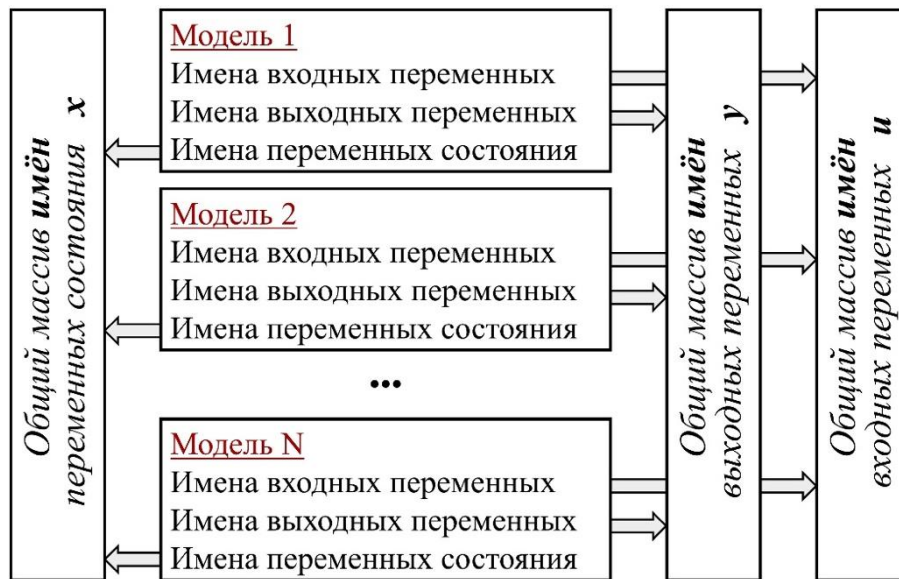 Общий массив имён
переменных состояния x
Модель 1
Имена входных переменных
Имена выходных переменных
Имена переменных состояния
Модель 2
Имена входных переменных
Имена выходных переменных
Имена переменных состояния
...
Модель N
Имена входных переменных
Имена выходных переменных
Имена переменных состояния
Общий массив имён
выходных переменных y
Общий массив имён
входных переменных u